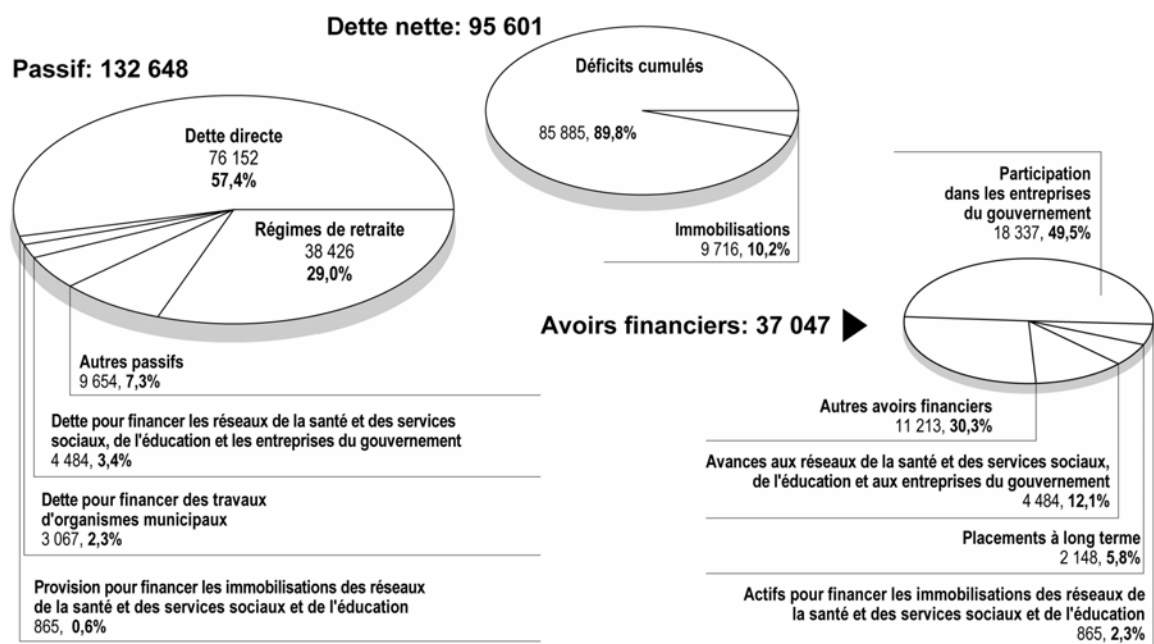 Dette nette: 95 601
Déficits cumulés
85 885, 89,8%
Immobilisations
9 716, 10,2%
Passif: 132 648
Dette directe
76 152
57,4%
Régimes de retraite
38 426
29,0%
Autres passifs
9 654, 7,3%
Dette pour financer les réseaux de la santé et des services
sociaux, de l'éducation et les entreprises du gouvernement
4 484, 3,4%
Dette pour financer des travaux
d'organismes municipaux
3 067, 2,3%
Provision pour financer les immobilisations des réseaux
de la santé et des services sociaux et de l'éducation
865, 0,6%
Avoirs financiers: 37 047
Participation
dans les entreprises
du gouvernement
18 337, 49,5%
Autres avoirs financiers
11 213, 30,3%
Avances aux réseaux de la santé et des services sociaux,
de l'éducation et aux entreprises du gouvernement
4 484, 12,1%
Placements à long terme
2 148, 5,8%
Actifs pour financer les immobilisations des réseaux de
la santé et des services sociaux et de l'éducation
865, 2,3%